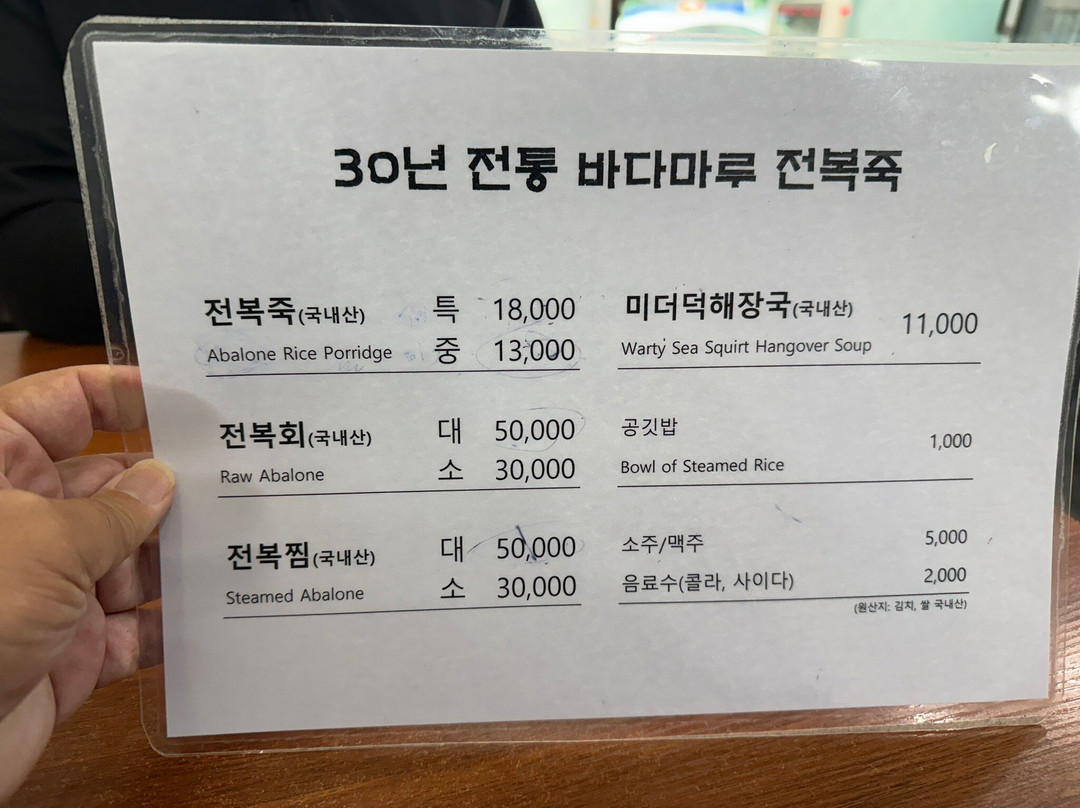 30년 전통 바다마루 전복죽
전복죽(국내산) 특 18,000
Abalone Rice Porridge 중 13,000
전복회(국내산) 대 50,000
Raw Abalone 소 30,000
전복찜(국내산) 대 50,000
Steamed Abalone 소 30,000
미더덕해장국(국내산) 11,000
Warty Sea Squirt Hangover Soup
공깃밥 1,000
Bowl of Steamed Rice
소주/맥주 5,000
음료수(콜라, 사이다) 2,000
(원산지: 김치, 쌀 국내산)